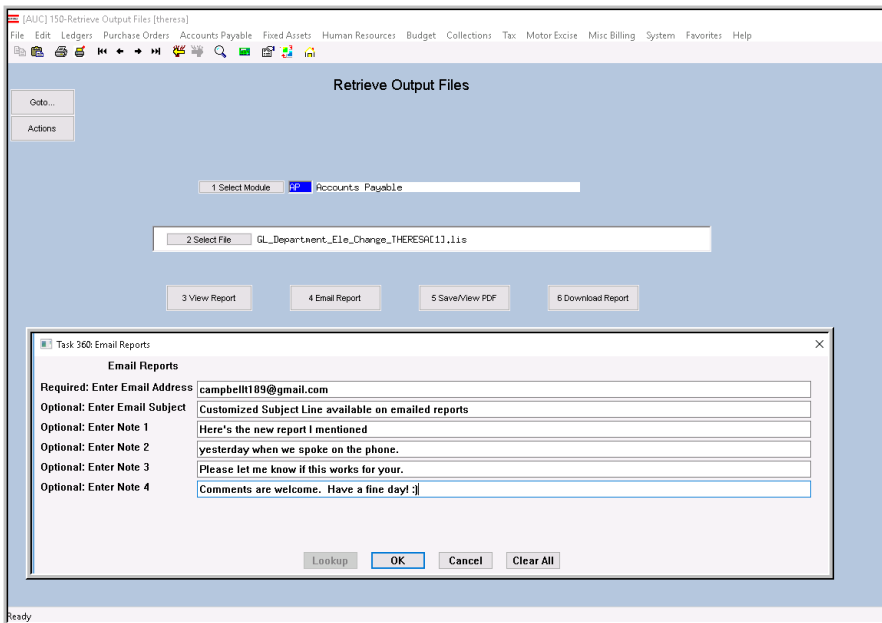 [AUC] 150-Retrieve Output Files [theresa]
File Edit Ledgers Purchase Orders Accounts Payable Fixed Assets Human Resources Budget Collections Tax Motor Excise Misc Billing System Favorites Help
Retrieve Output Files
Goto...
Actions
1 Select Module AP Accounts Payable
2 Select File GL_Department_Ele_Change_THERESA[1].lis
3 View Report 4 Email Report 5 Save/View PDF 6 Download Report
Task 360: Email Reports
Email Reports
Required: Enter Email Address campbellt189@gmail.com
Optional: Enter Email Subject Customized Subject Line available on emailed reports
Optional: Enter Note 1 Here's the new report I mentioned
Optional: Enter Note 2 yesterday when we spoke on the phone.
Optional: Enter Note 3 Please let me know if this works for your.
Optional: Enter Note 4 Comments are welcome. Have a fine day! :)
Lookup OK Cancel Clear All
Ready